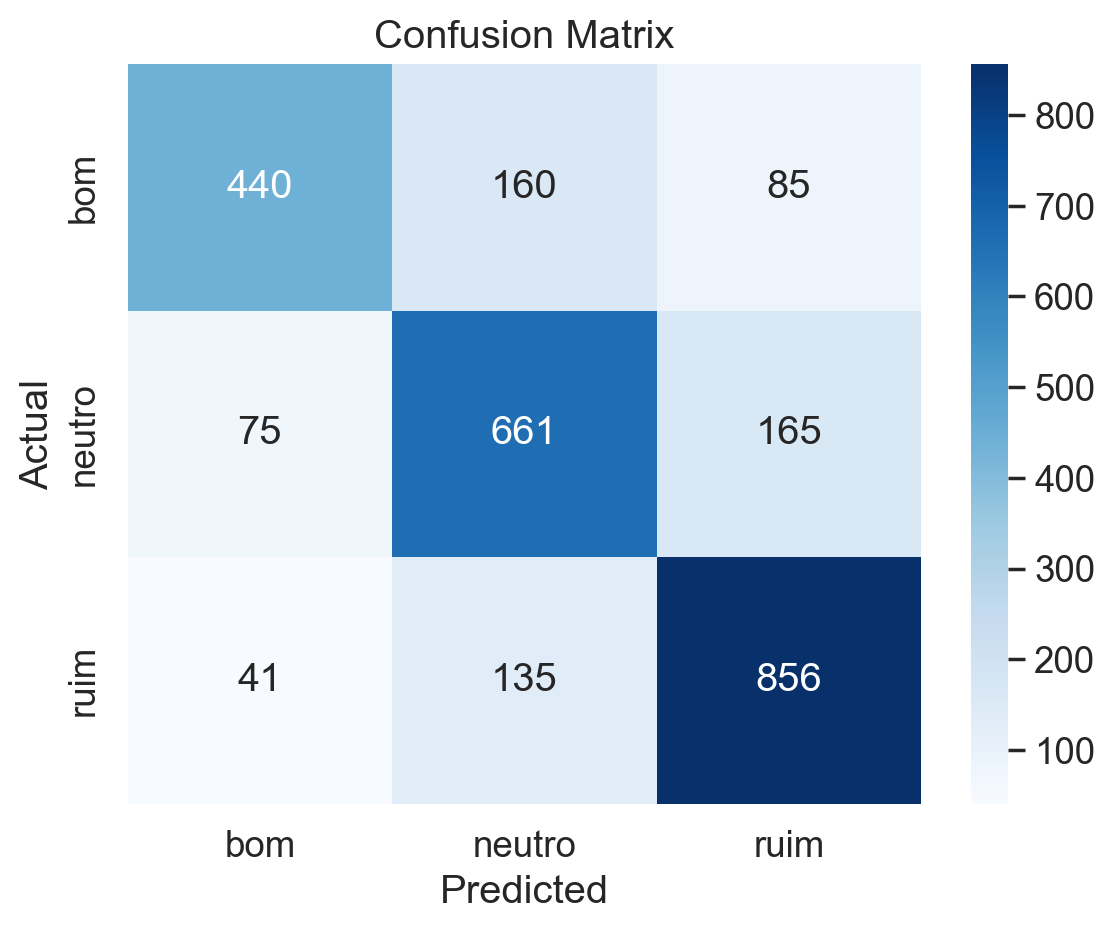 Confusion Matrix
Actual
bom
440 160 85
neutro
75 661 165
ruim
41 135 856
bom neutro ruim
Predicted
800
700
600
500
400
300
200
100